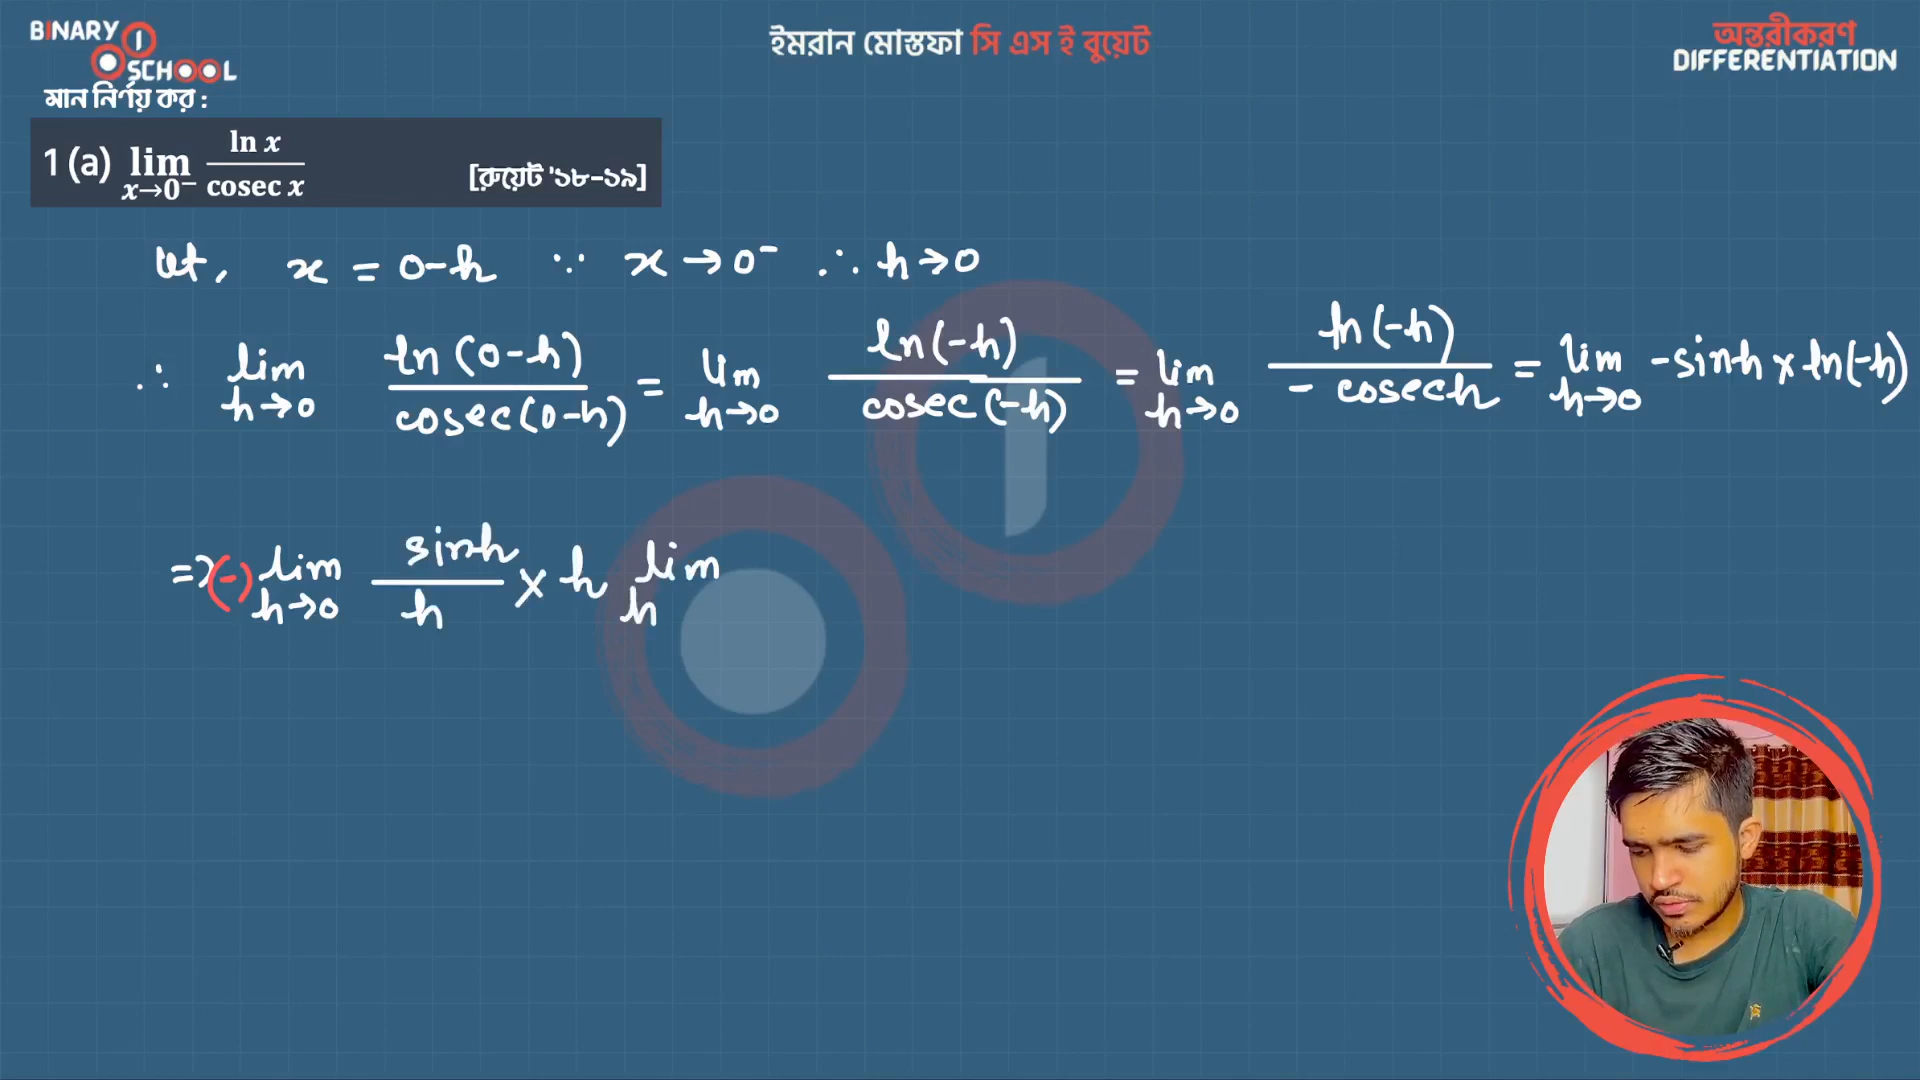 BINARY SCHOOL
ইমরান মোস্তফা সি এস ই বুয়েট
অন্তরীকরণ
DIFFERENTIATION
মান নির্ণয় কর :
1 (a) lim x→0⁻ ln x / cosec x [রুয়েট '১৮-১৯]
let, x = 0-h ∵ x → 0⁻ ∴ h → 0
∴ lim h→0 ln (0-h) / cosec (0-h) = lim h→0 ln (-h) / cosec (-h) = lim h→0 ln (-h) / - cosec h = lim h→0 -sinh × ln(-h)
=> (-) lim h→0 sinh / h × h lim h